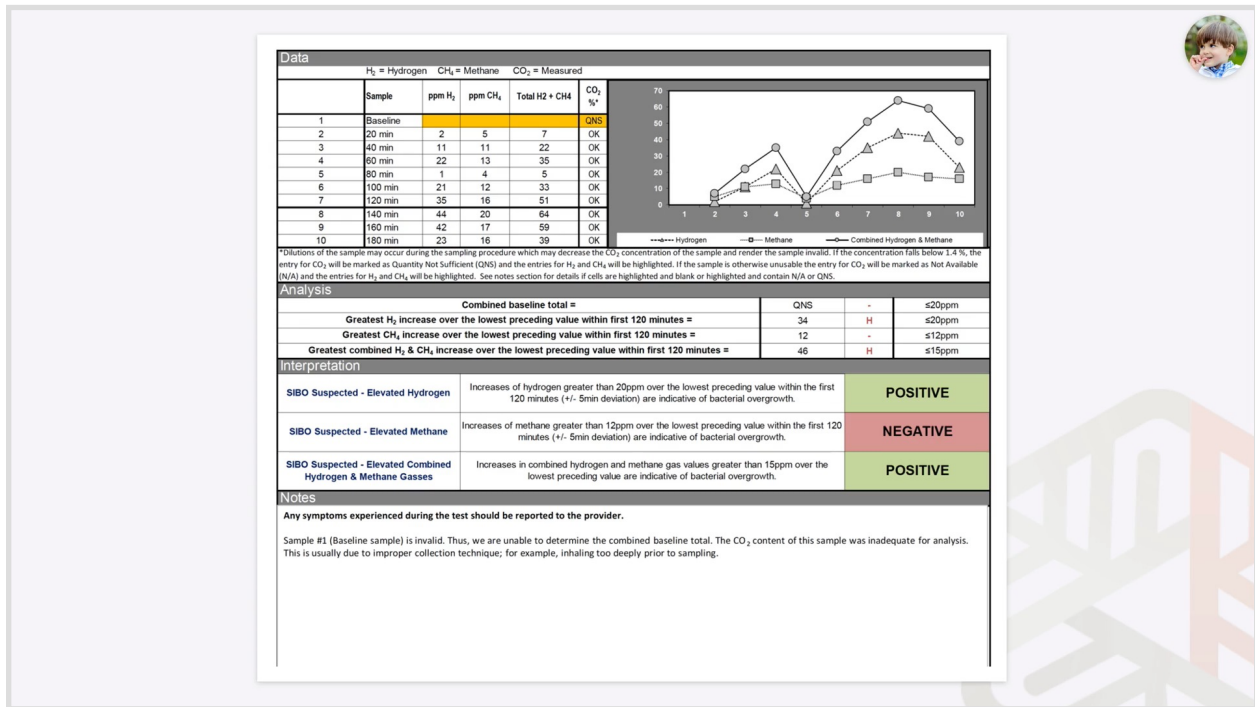 Data
H₂ = Hydrogen CH₄ = Methane CO₂ = Measured
Sample ppm H₂ ppm CH₄ Total H2 + CH4 CO₂ %*
1 Baseline QNS
2 20 min 2 5 7 OK
3 40 min 11 11 22 OK
4 60 min 22 13 35 OK
5 80 min 1 4 5 OK
6 100 min 21 12 33 OK
7 120 min 35 16 51 OK
8 140 min 44 20 64 OK
9 160 min 42 17 59 OK
10 180 min 23 16 39 OK
70
60
50
40
30
20
10
0
1 2 3 4 5 6 7 8 9 10
Hydrogen Methane Combined Hydrogen & Methane
*Dilutions of the sample may occur during the sampling procedure which may decrease the CO₂ concentration of the sample and render the sample invalid. If the concentration falls below 1.4 %, the
entry for CO₂ will be marked as Quantity Not Sufficient (QNS) and the entries for H₂ and CH₄ will be highlighted. If the sample is otherwise unusable the entry for CO₂ will be marked as Not Available
(N/A) and the entries for H₂ and CH₄ will be highlighted. See notes section for details if cells are highlighted and blank or highlighted and contain N/A or QNS.
Analysis
Combined baseline total = QNS - ≤20ppm
Greatest H₂ increase over the lowest preceding value within first 120 minutes = 34 H ≤20ppm
Greatest CH₄ increase over the lowest preceding value within first 120 minutes = 12 - ≤12ppm
Greatest combined H₂ & CH₄ increase over the lowest preceding value within first 120 minutes = 46 H ≤15ppm
Interpretation
SIBO Suspected - Elevated Hydrogen
Increases of hydrogen greater than 20ppm over the lowest preceding value within the first
120 minutes (+/- 5min deviation) are indicative of bacterial overgrowth.
POSITIVE
SIBO Suspected - Elevated Methane
Increases of methane greater than 12ppm over the lowest preceding value within the first 120
minutes (+/- 5min deviation) are indicative of bacterial overgrowth.
NEGATIVE
SIBO Suspected - Elevated Combined
Hydrogen & Methane Gasses
Increases in combined hydrogen and methane gas values greater than 15ppm over the
lowest preceding value are indicative of bacterial overgrowth.
POSITIVE
Notes
Any symptoms experienced during the test should be reported to the provider.
Sample #1 (Baseline sample) is invalid. Thus, we are unable to determine the combined baseline total. The CO₂ content of this sample was inadequate for analysis.
This is usually due to improper collection technique; for example, inhaling too deeply prior to sampling.